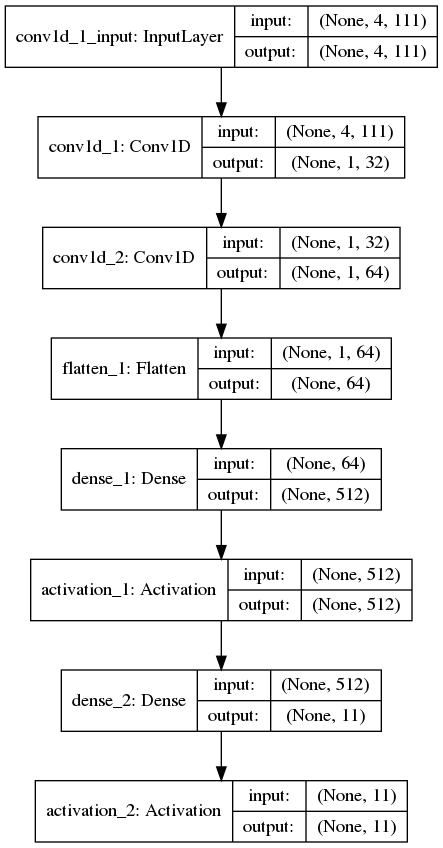 conv1d_1_input: InputLayer
input: (None, 4, 111)
output: (None, 4, 111)
conv1d_1: Conv1D
input: (None, 4, 111)
output: (None, 1, 32)
conv1d_2: Conv1D
input: (None, 1, 32)
output: (None, 1, 64)
flatten_1: Flatten
input: (None, 1, 64)
output: (None, 64)
dense_1: Dense
input: (None, 64)
output: (None, 512)
activation_1: Activation
input: (None, 512)
output: (None, 512)
dense_2: Dense
input: (None, 512)
output: (None, 11)
activation_2: Activation
input: (None, 11)
output: (None, 11)